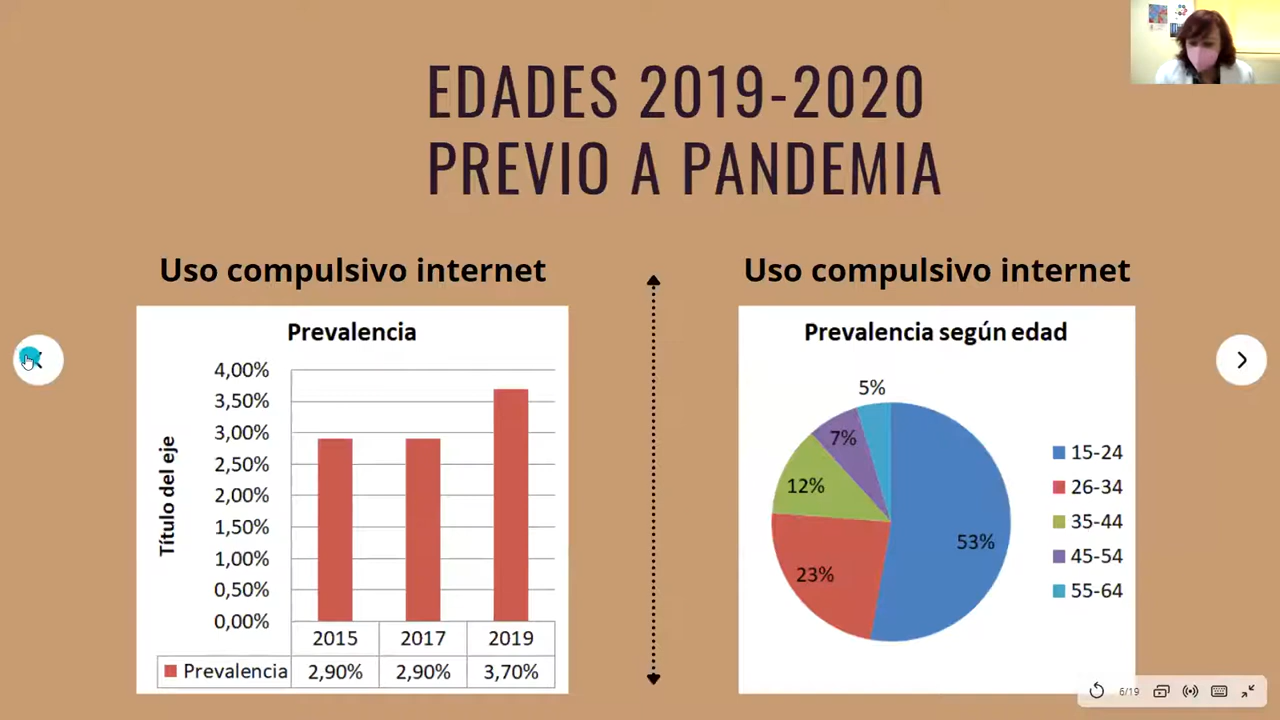 EDADES 2019-2020
PREVIO A PANDEMIA
Uso compulsivo internet
Prevalencia
Título del eje
4,00%
3,50%
3,00%
2,50%
2,00%
1,50%
1,00%
0,50%
0,00%
2015 2017 2019
Prevalencia 2,90% 2,90% 3,70%
Uso compulsivo internet
Prevalencia según edad
5%
7%
12%
23%
53%
15-24
26-34
35-44
45-54
55-64
6/19